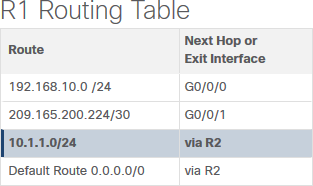 R1 Routing Table
Route Next Hop or
Exit Interface
192.168.10.0 /24 G0/0/0
209.165.200.224/30 G0/0/1
10.1.1.0/24 via R2
Default Route 0.0.0.0/0 via R2